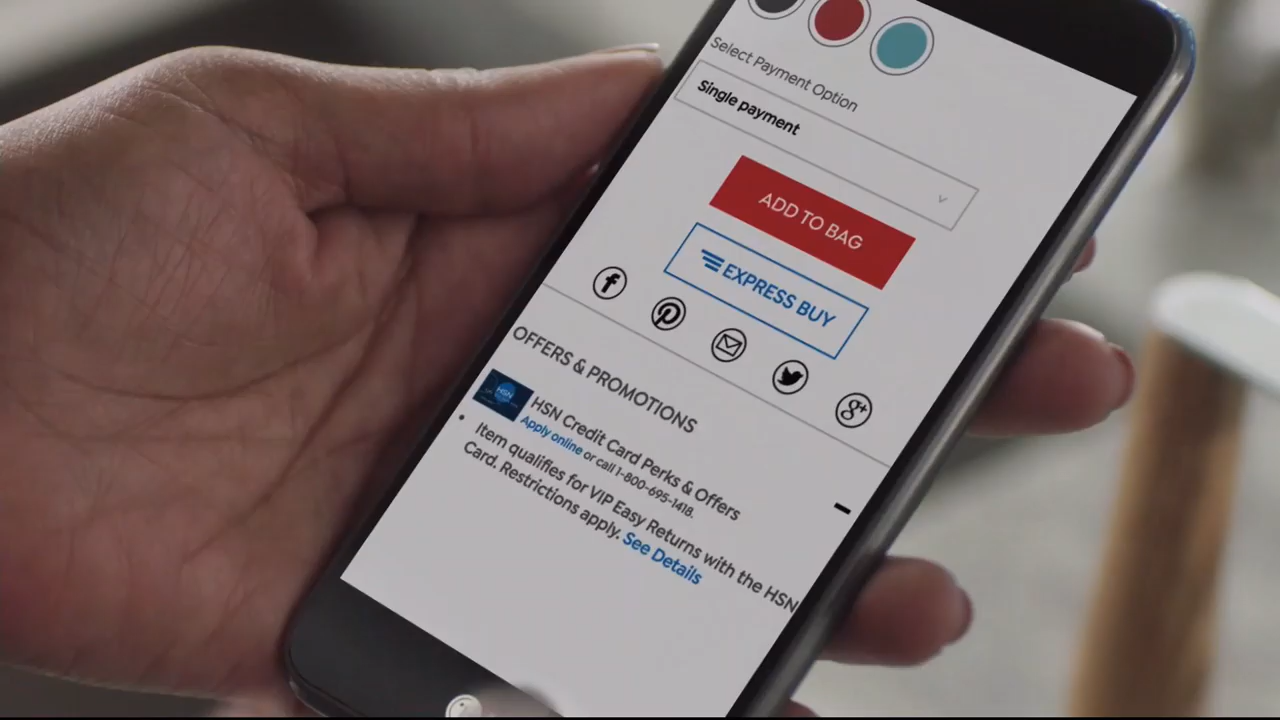 Select Payment Option
Single payment
ADD TO BAG
EXPRESS BUY
OFFERS & PROMOTIONS
HSN
HSN Credit Card Perks & Offers
Apply online or call 1-800-695-1418.
• Item qualifies for VIP Easy Returns with the HSN
Card. Restrictions apply. See Details